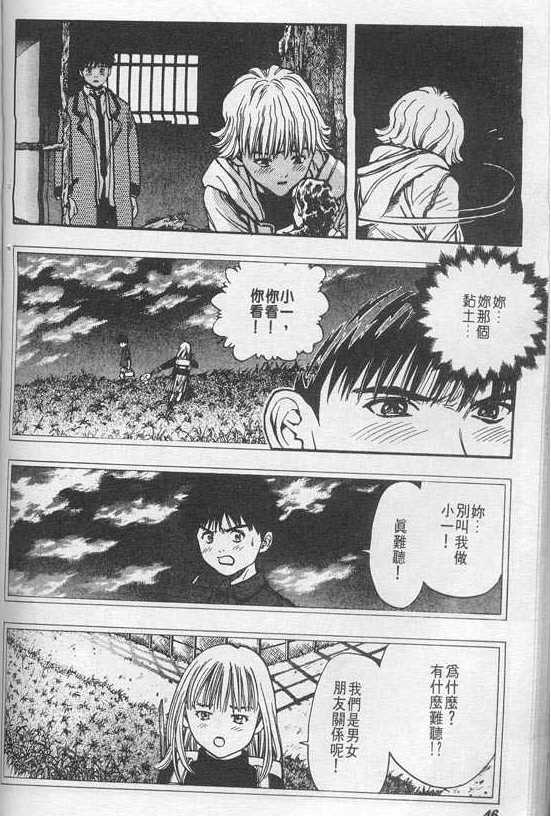 妳…
妳那個
黏土…
小一，
你看！
你看！
妳…
別叫我做
小一！
眞難聽！
爲什麼？
有什麼難聽!?
我們是男女
朋友關係呢！
46